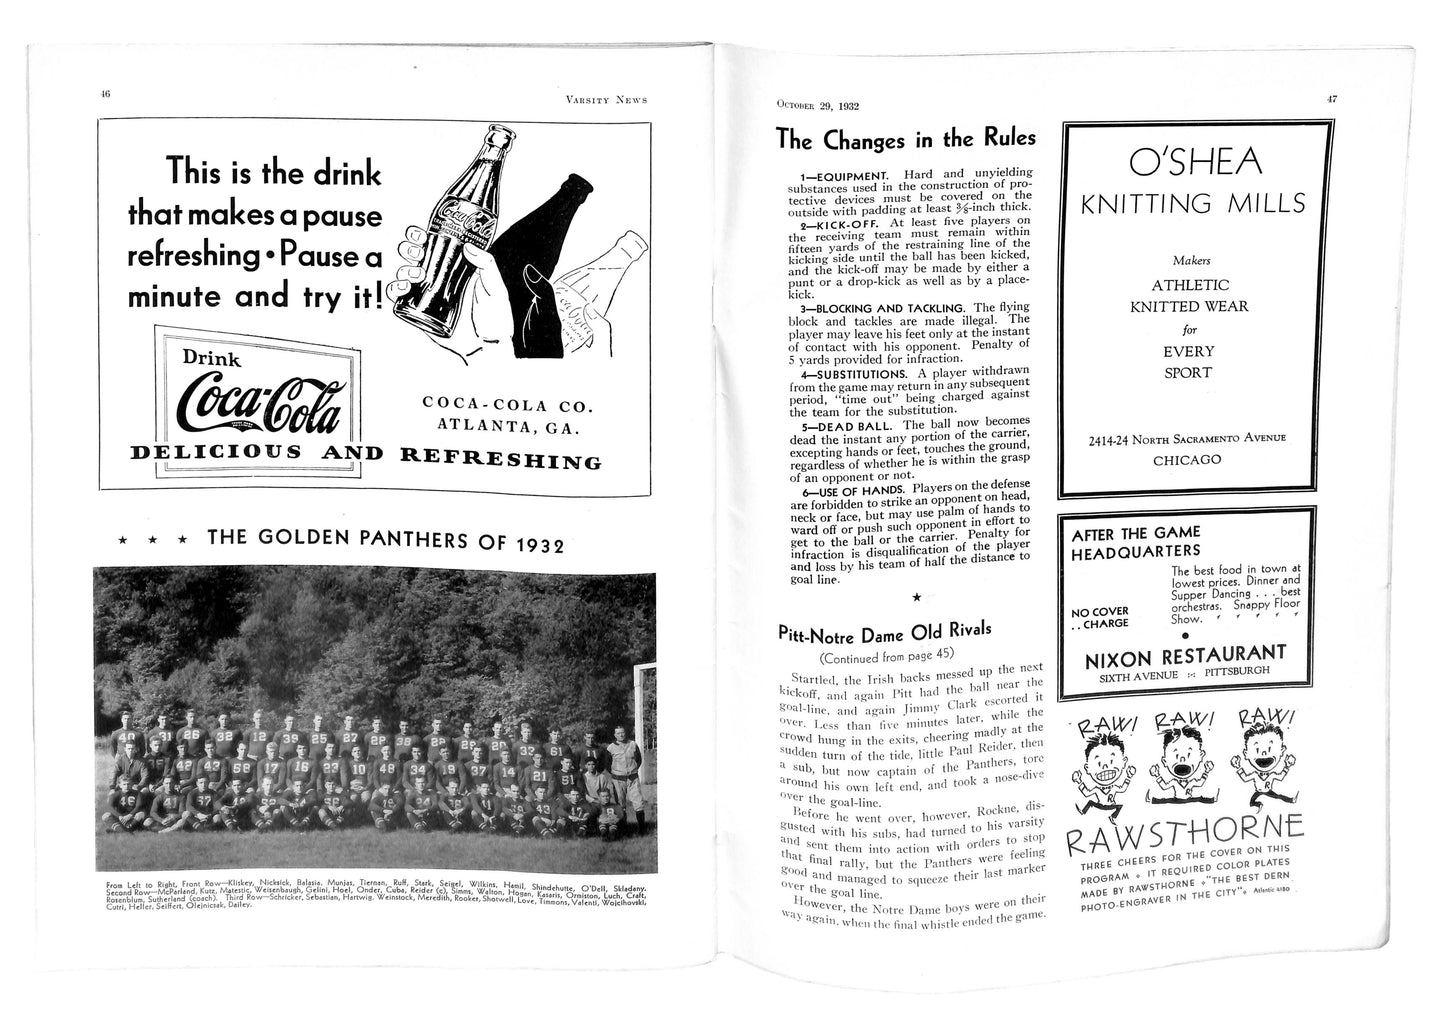 46
VARSITY NEWS
This is the drink
that makes a pause
refreshing • Pause a
minute and try it!
Coca-Cola
Drink
Coca-Cola
DELICIOUS AND REFRESHING
COCA-COLA CO.
ATLANTA, GA.
★ ★ ★ THE GOLDEN PANTHERS OF 1932
From Left to Right, Front Row—Kliskey, Nicksick, Balasia, Munjas, Tiernan, Ruff, Stark, Seigel, Wilkins, Hamil, Shindehutte, O'Dell, Skladany.
Second Row—McParland, Kutz, Matesic, Weisenbaugh, Gelini, Hoel, Onder, Cuba, Reider (c), Simms, Walton, Hogan, Kasaris, Ormiston, Luch, Craft,
Rosenblum, Sutherland (coach). Third Row—Schricker, Sebastian, Hartwig, Weinstock, Meredith, Rooker, Shotwell, Love, Timmons, Valenti, Wojcihovski,
Cutri, Heller, Seiffert, Olejnicsak, Dailey.
OCTOBER 29, 1932
47
The Changes in the Rules
1—EQUIPMENT. Hard and unyielding
substances used in the construction of pro-
tective devices must be covered on the
outside with padding at least ⅜-inch thick.
2—KICK-OFF. At least five players on
the receiving team must remain within
fifteen yards of the restraining line of the
kicking side until the ball has been kicked,
and the kick-off may be made by either a
punt or a drop-kick as well as by a place-
kick.
3—BLOCKING AND TACKLING. The flying
block and tackles are made illegal. The
player may leave his feet only at the instant
of contact with his opponent. Penalty of
5 yards provided for infraction.
4—SUBSTITUTIONS. A player withdrawn
from the game may return in any subsequent
period, "time out" being charged against
the team for the substitution.
5—DEAD BALL. The ball now becomes
dead the instant any portion of the carrier,
excepting hands or feet, touches the ground,
regardless of whether he is within the grasp
of an opponent or not.
6—USE OF HANDS. Players on the defense
are forbidden to strike an opponent on head,
neck or face, but may use palm of hands to
ward off or push such opponent in effort to
get to the ball or the carrier. Penalty for
infraction is disqualification of the player
and loss by his team of half the distance to
goal line.
★
Pitt-Notre Dame Old Rivals
(Continued from page 45)
Startled, the Irish backs messed up the next
kickoff, and again Pitt had the ball near the
goal-line, and again Jimmy Clark escorted it
over. Less than five minutes later, while the
crowd hung in the exits, cheering madly at the
sudden turn of the tide, little Paul Reider, then
a sub, but now captain of the Panthers, tore
around his own left end, and took a nose-dive
over the goal-line.
Before he went over, however, Rockne, dis-
gusted with his subs, had turned to his varsity
and sent them into action with orders to stop
that final rally, but the Panthers were feeling
good and managed to squeeze their last marker
over the goal line.
However, the Notre Dame boys were on their
way again, when the final whistle ended the game.
O'SHEA
KNITTING MILLS
Makers
ATHLETIC
KNITTED WEAR
for
EVERY
SPORT
2414-24 NORTH SACRAMENTO AVENUE
CHICAGO
AFTER THE GAME
HEADQUARTERS
The best food in town at
lowest prices. Dinner and
Supper Dancing . . . best
orchestras. Snappy Floor
Show.
NO COVER
. . CHARGE
NIXON RESTAURANT
SIXTH AVENUE :-: PITTSBURGH
RAW! RAW! RAW!
R R R
RAWSTHORNE
THREE CHEERS FOR THE COVER ON THIS
PROGRAM • IT REQUIRED COLOR PLATES
MADE BY RAWSTHORNE • "THE BEST DERN
PHOTO-ENGRAVER IN THE CITY" • Atlantic 6180